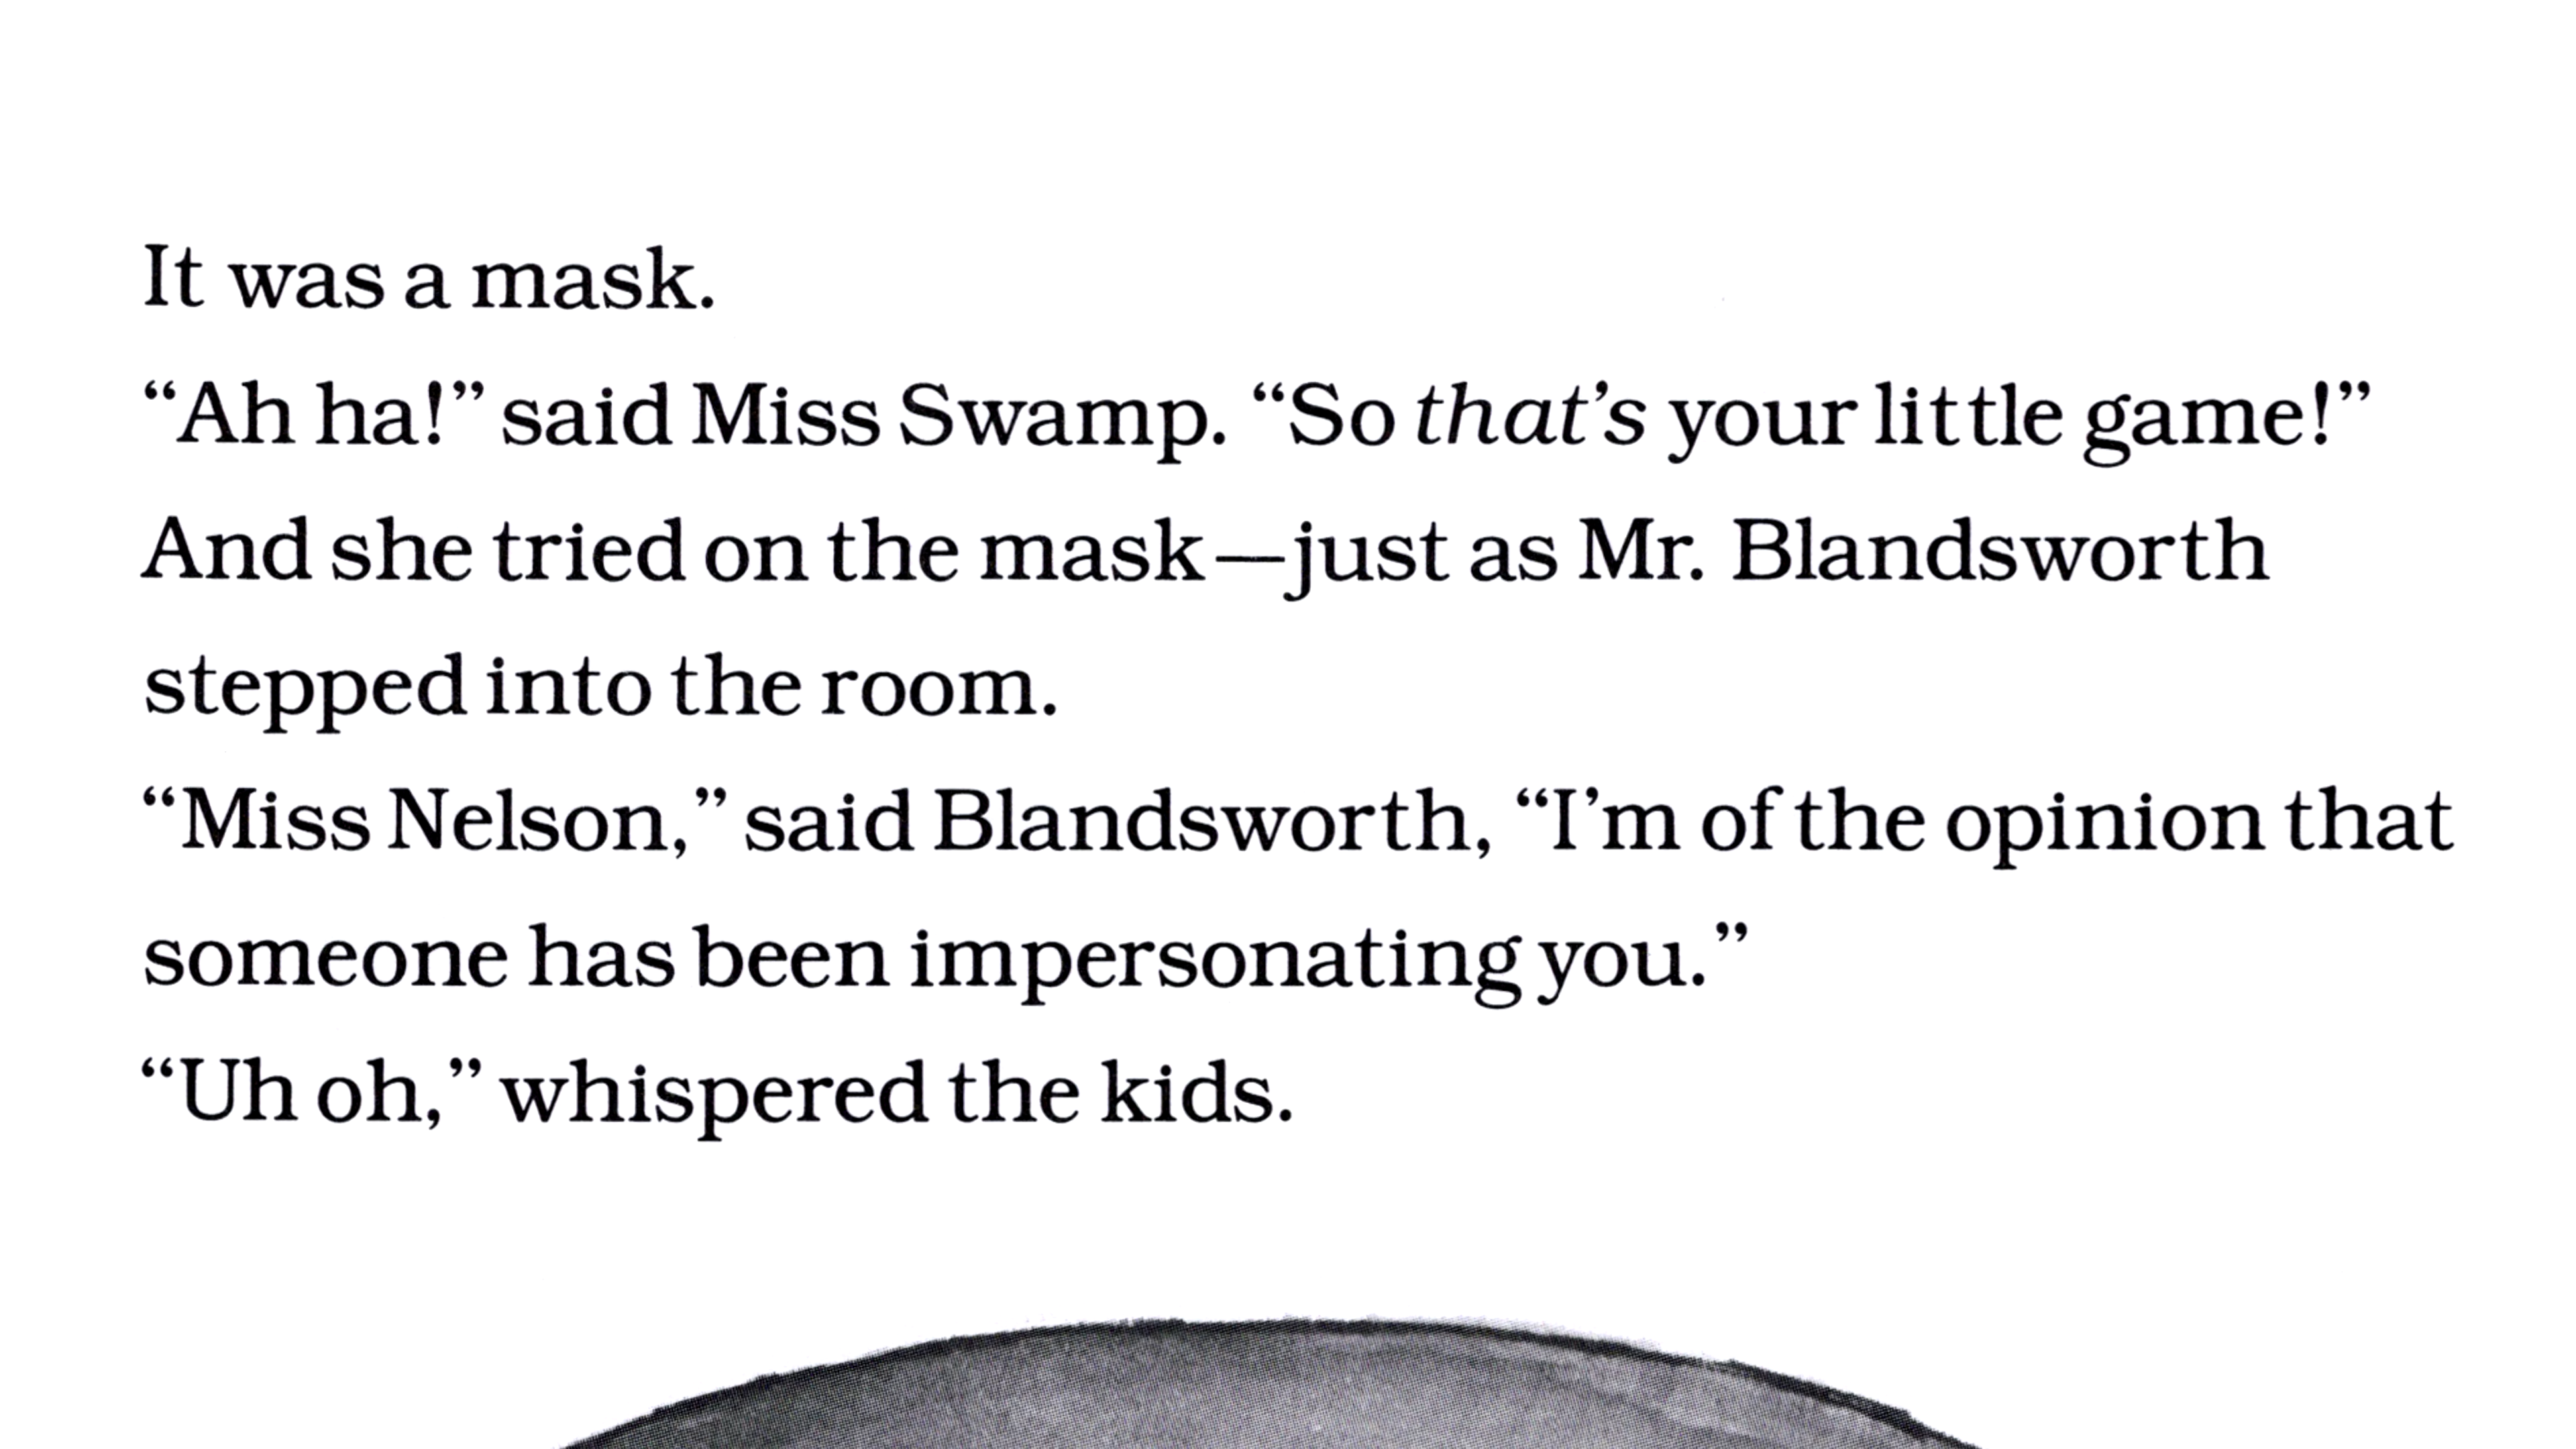 It was a mask.
“Ah ha!” said Miss Swamp. “So that’s your little game!”
And she tried on the mask—just as Mr. Blandsworth
stepped into the room.
“Miss Nelson,” said Blandsworth, “I’m of the opinion that
someone has been impersonating you.”
“Uh oh,” whispered the kids.